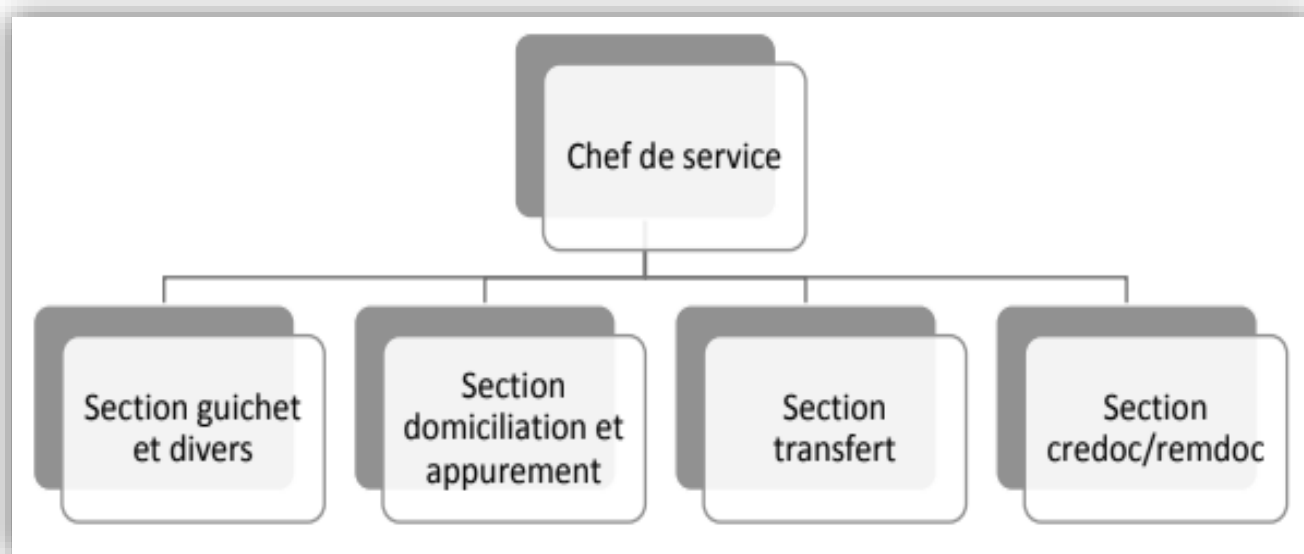 Chef de service
Section guichet
et divers
Section
domiciliation et
appurement
Section
transfert
Section
credoc/remdoc